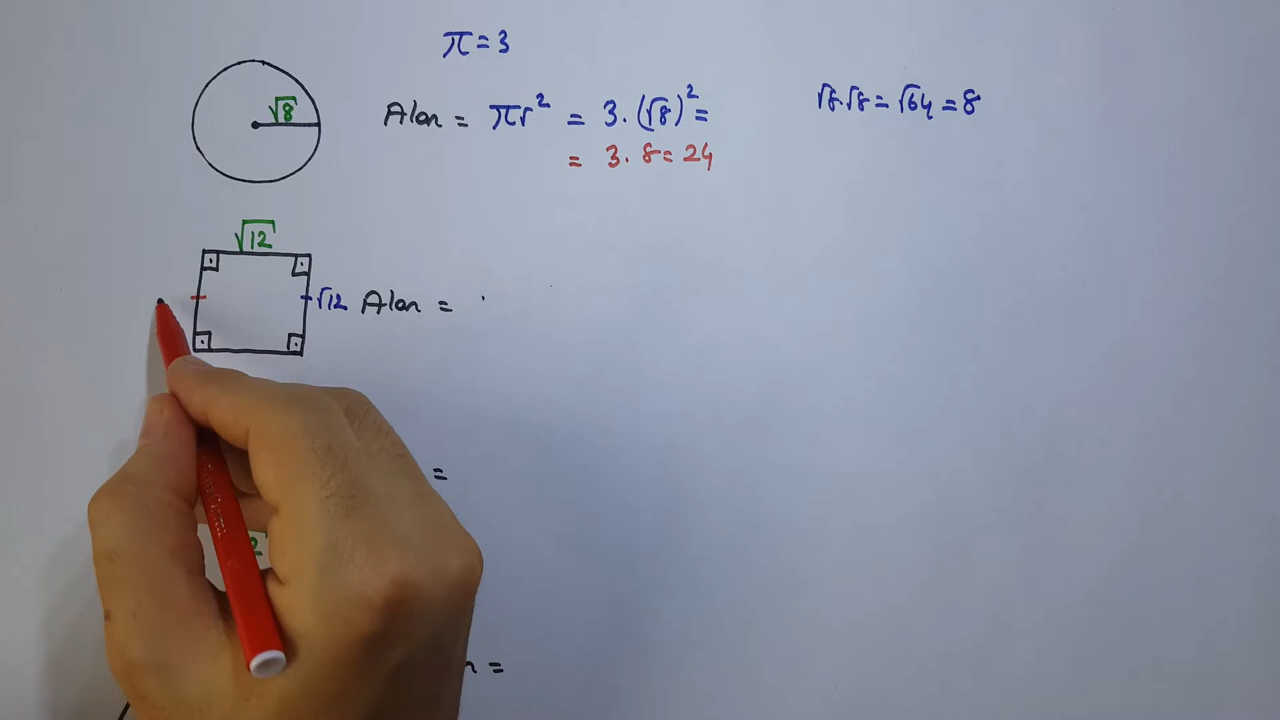 π = 3
√8
Alan = πr² = 3 . (√8)² =
= 3 . 8 = 24
√8 √8 = √64 = 8
√12
√12
Alan =
=
=